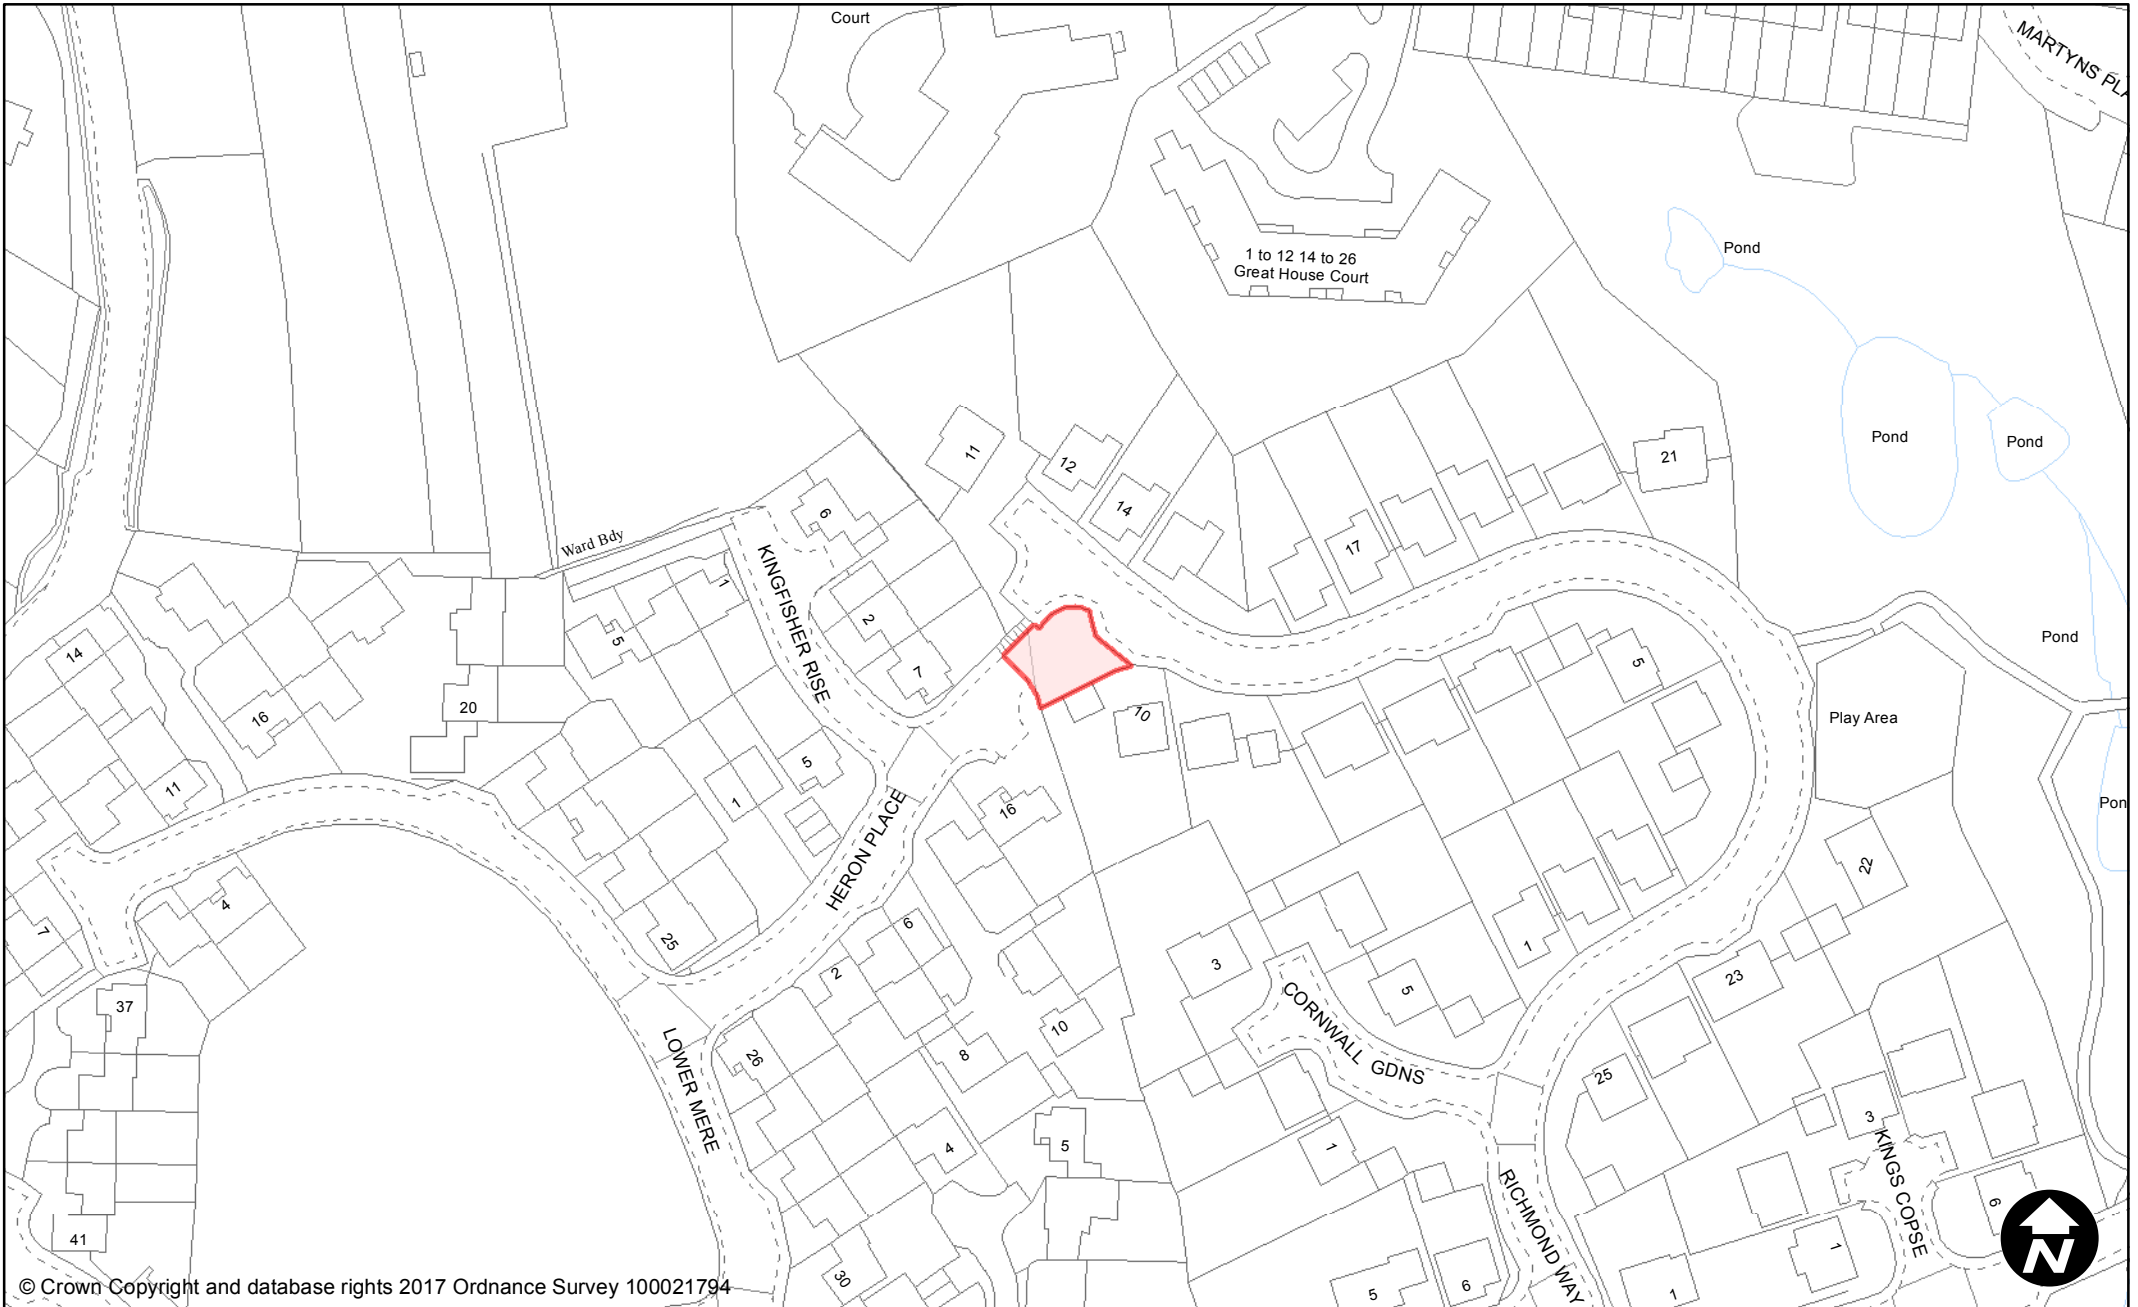 Court
MARTYNS PLA
1 to 12 14 to 26
Great House Court
Pond
Pond
Pond
Pond
Pon
Play Area
Ward Bdy
KINGFISHER RISE
HERON PLACE
LOWER MERE
CORNWALL GDNS
RICHMOND WAY
KINGS COPSE
11
12
14
17
21
6
2
7
1
5
14
16
20
11
5
1
10
5
16
4
7
25
6
2
3
5
1
22
23
37
26
8
10
25
3
4
5
1
6
41
30
5
6
1
1
N
© Crown Copyright and database rights 2017 Ordnance Survey 100021794